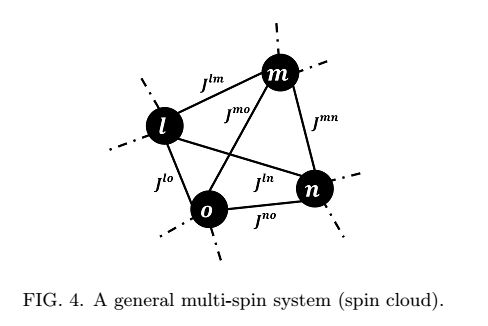 m
J^{lm}
J^{mo}
J^{mn}
l
J^{lo}
J^{ln}
n
o
J^{no}
FIG. 4. A general multi-spin system (spin cloud).